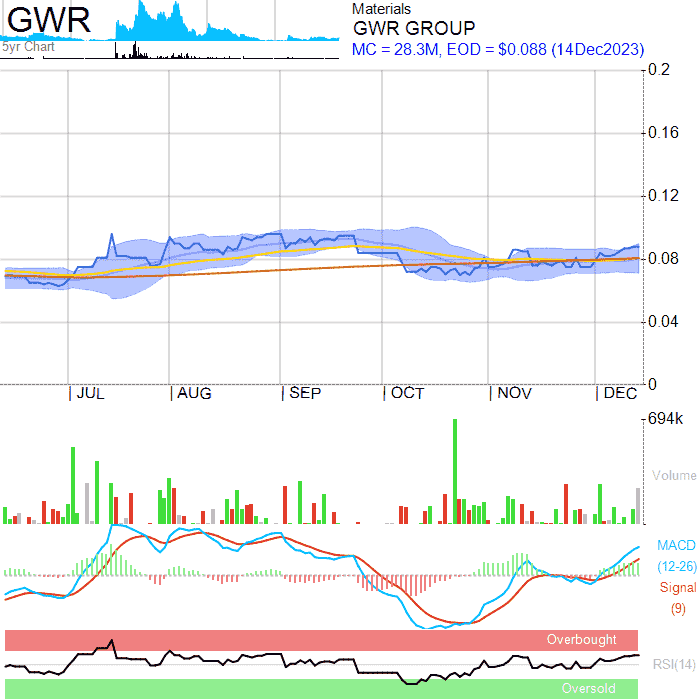 GWR
5yr Chart
Materials
GWR GROUP
MC = 28.3M, EOD = $0.088 (14Dec2023)
0.2
0.16
0.12
0.08
0.04
0
JUL AUG SEP OCT NOV DEC
694k
Volume
MACD
(12-26)
Signal
(9)
Overbought
RSI(14)
Oversold